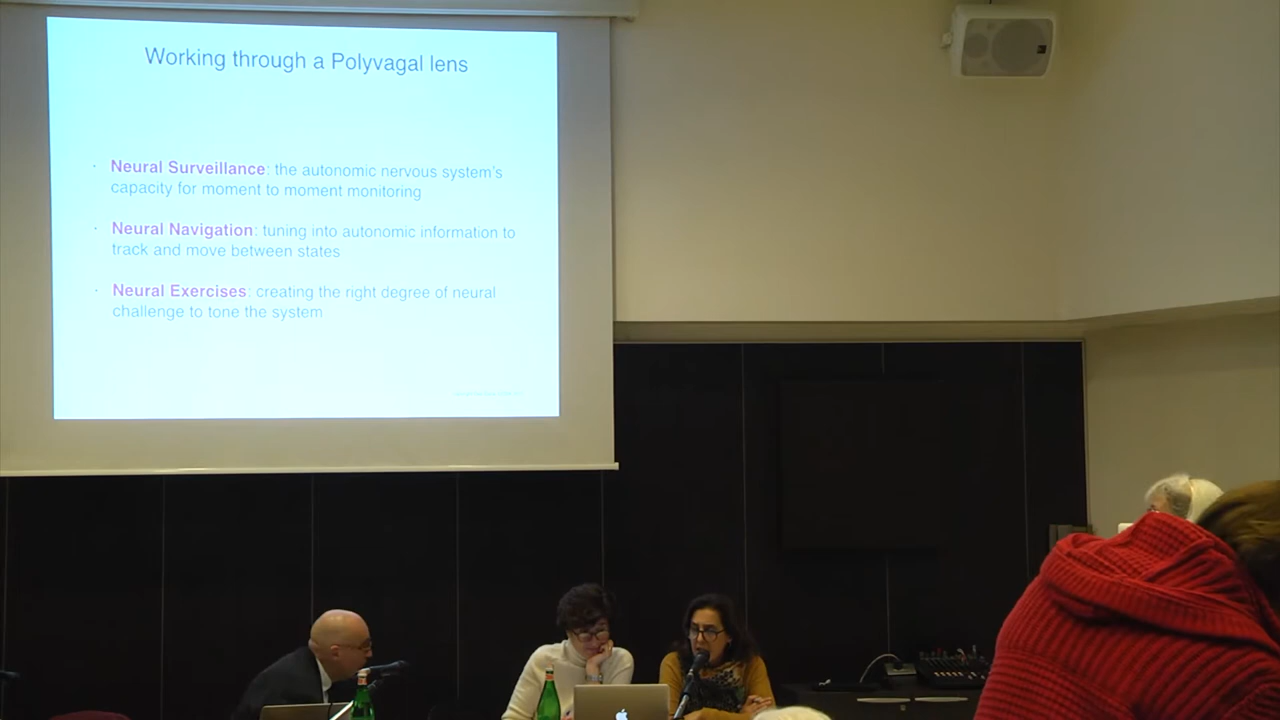 Working through a Polyvagal lens
· Neural Surveillance: the autonomic nervous system's
capacity for moment to moment monitoring
· Neural Navigation: tuning into autonomic information to
track and move between states
· Neural Exercises: creating the right degree of neural
challenge to tone the system